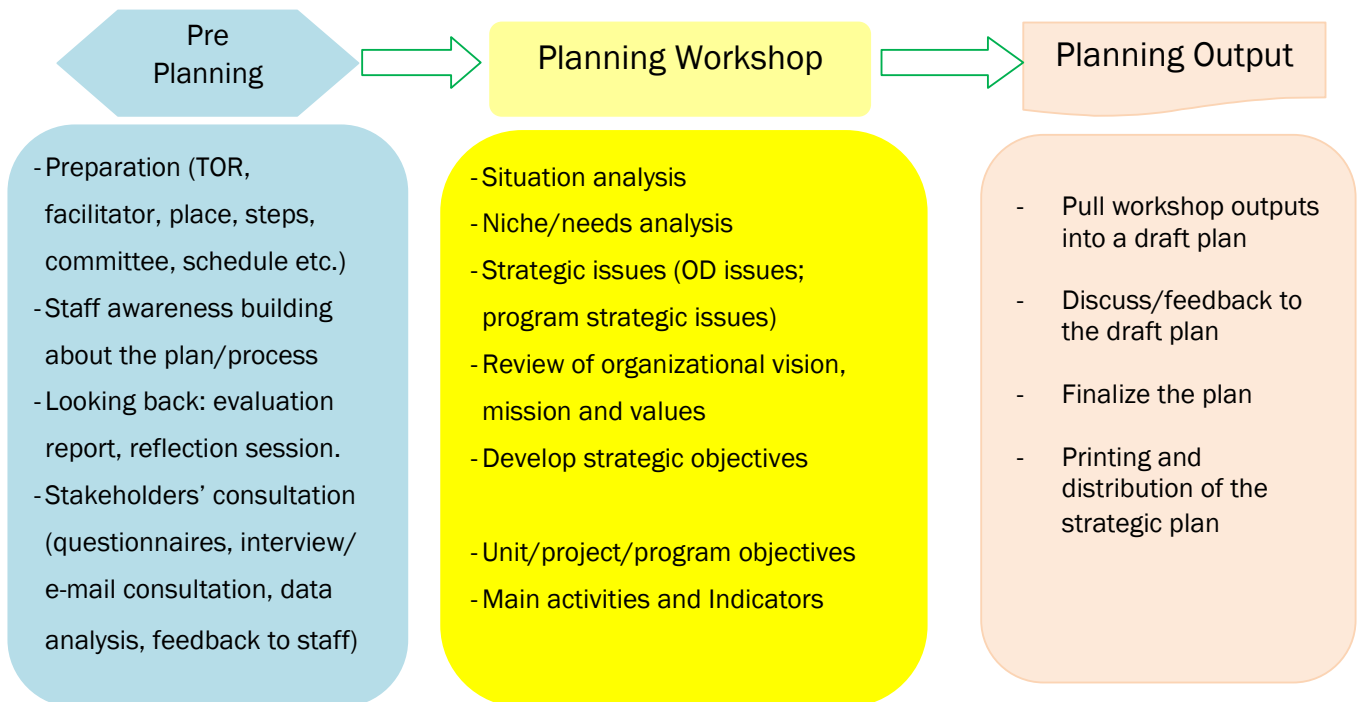 Pre
Planning
Planning Workshop
Planning Output
-Preparation (TOR,
facilitator, place, steps,
committee, schedule etc.)
-Staff awareness building
about the plan/process
-Looking back: evaluation
report, reflection session.
-Stakeholders’ consultation
(questionnaires, interview/
e-mail consultation, data
analysis, feedback to staff)
-Situation analysis
-Niche/needs analysis
-Strategic issues (OD issues;
program strategic issues)
-Review of organizational vision,
mission and values
-Develop strategic objectives
-Unit/project/program objectives
-Main activities and Indicators
- Pull workshop outputs
into a draft plan
- Discuss/feedback to
the draft plan
- Finalize the plan
- Printing and
distribution of the
strategic plan